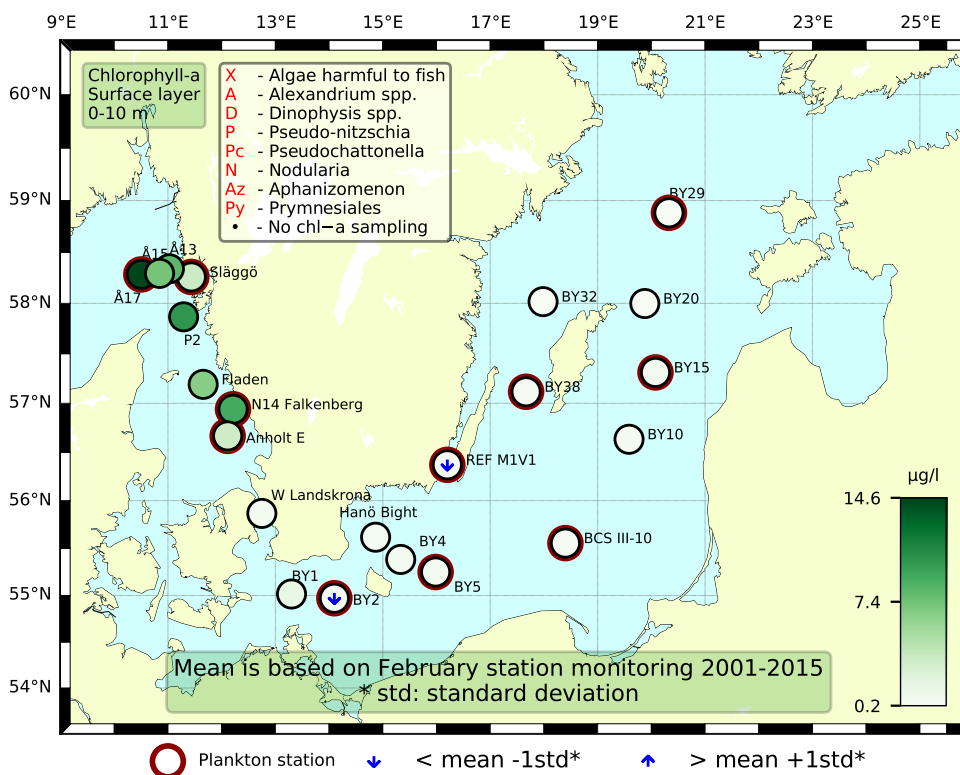 9°E 11°E 13°E 15°E 17°E 19°E 21°E 23°E 25°E
60°N
59°N
58°N
57°N
56°N
55°N
54°N
Chlorophyll-a
Surface layer
0-10 m
X - Algae harmful to fish
A - Alexandrium spp.
D - Dinophysis spp.
P - Pseudo-nitzschia
Pc - Pseudochattonella
N - Nodularia
Az - Aphanizomenon
Py - Prymnesiales
• - No chl−a sampling
BY29
Å15 Å13
Släggö
Å17
BY32
BY20
P2
BY15
Fladen
BY38
N14 Falkenberg
BY10
Anholt E
REF M1V1
W Landskrona
Hanö Bight
BCS III-10
BY4
BY1
BY5
BY2
µg/l
14.6
7.4
0.2
Mean is based on February station monitoring 2001-2015
* std: standard deviation
Plankton station < mean -1std* > mean +1std*